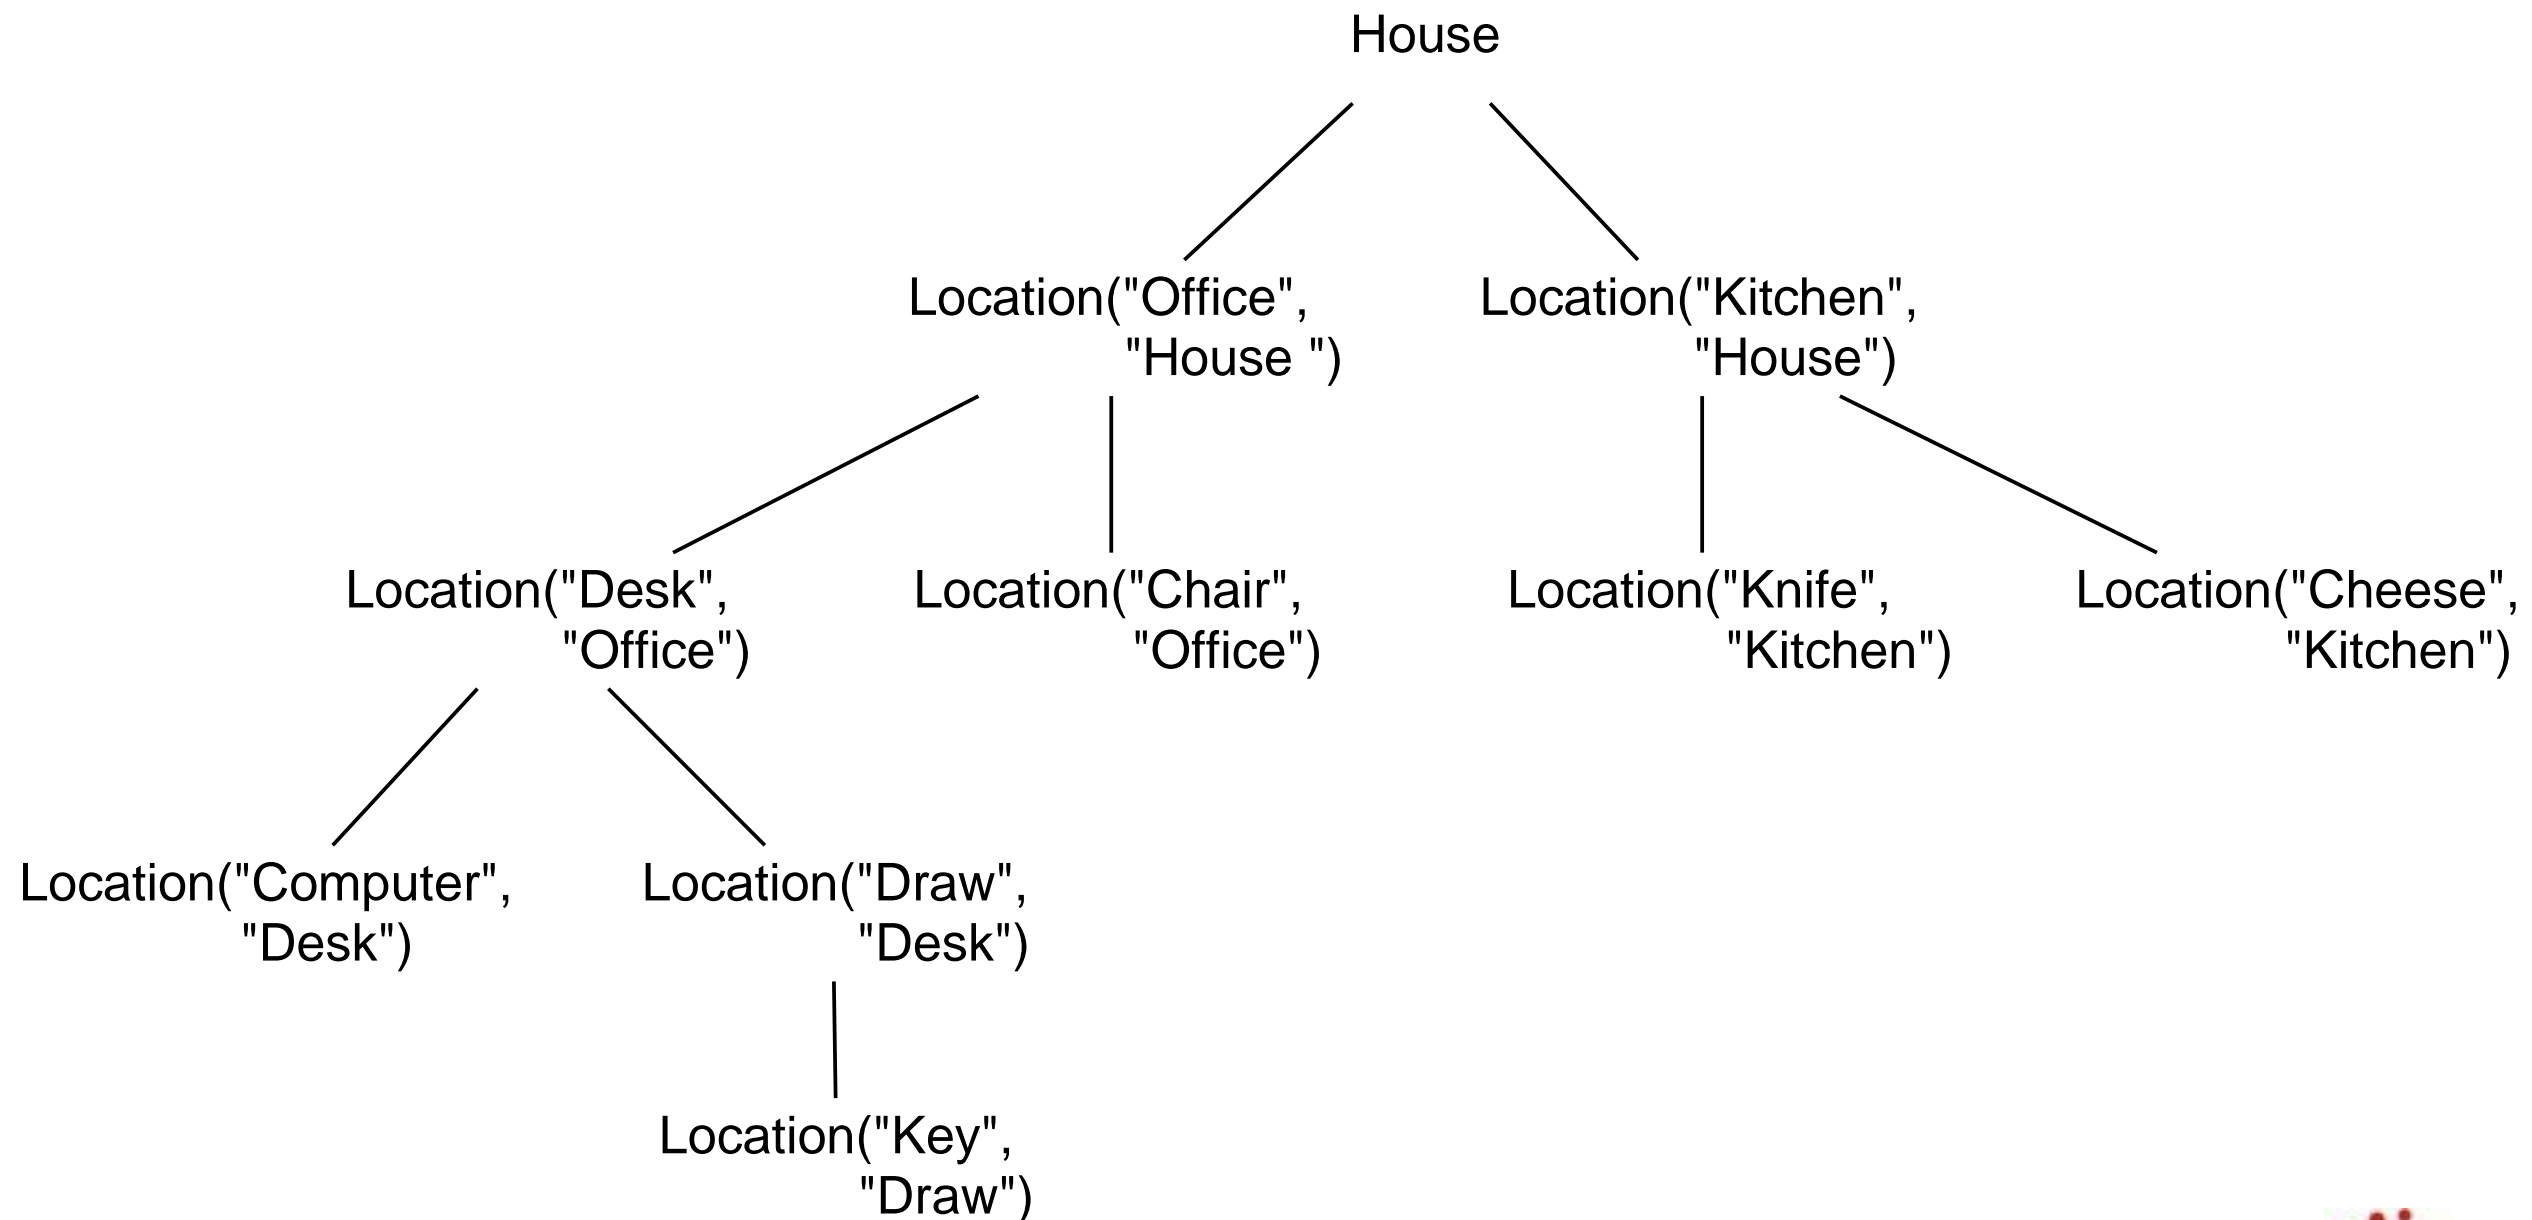 House
Location("Office",
"House ")
Location("Kitchen",
"House")
Location("Desk",
"Office")
Location("Chair",
"Office")
Location("Knife",
"Kitchen")
Location("Cheese",
"Kitchen")
Location("Computer",
"Desk")
Location("Draw",
"Desk")
Location("Key",
"Draw")